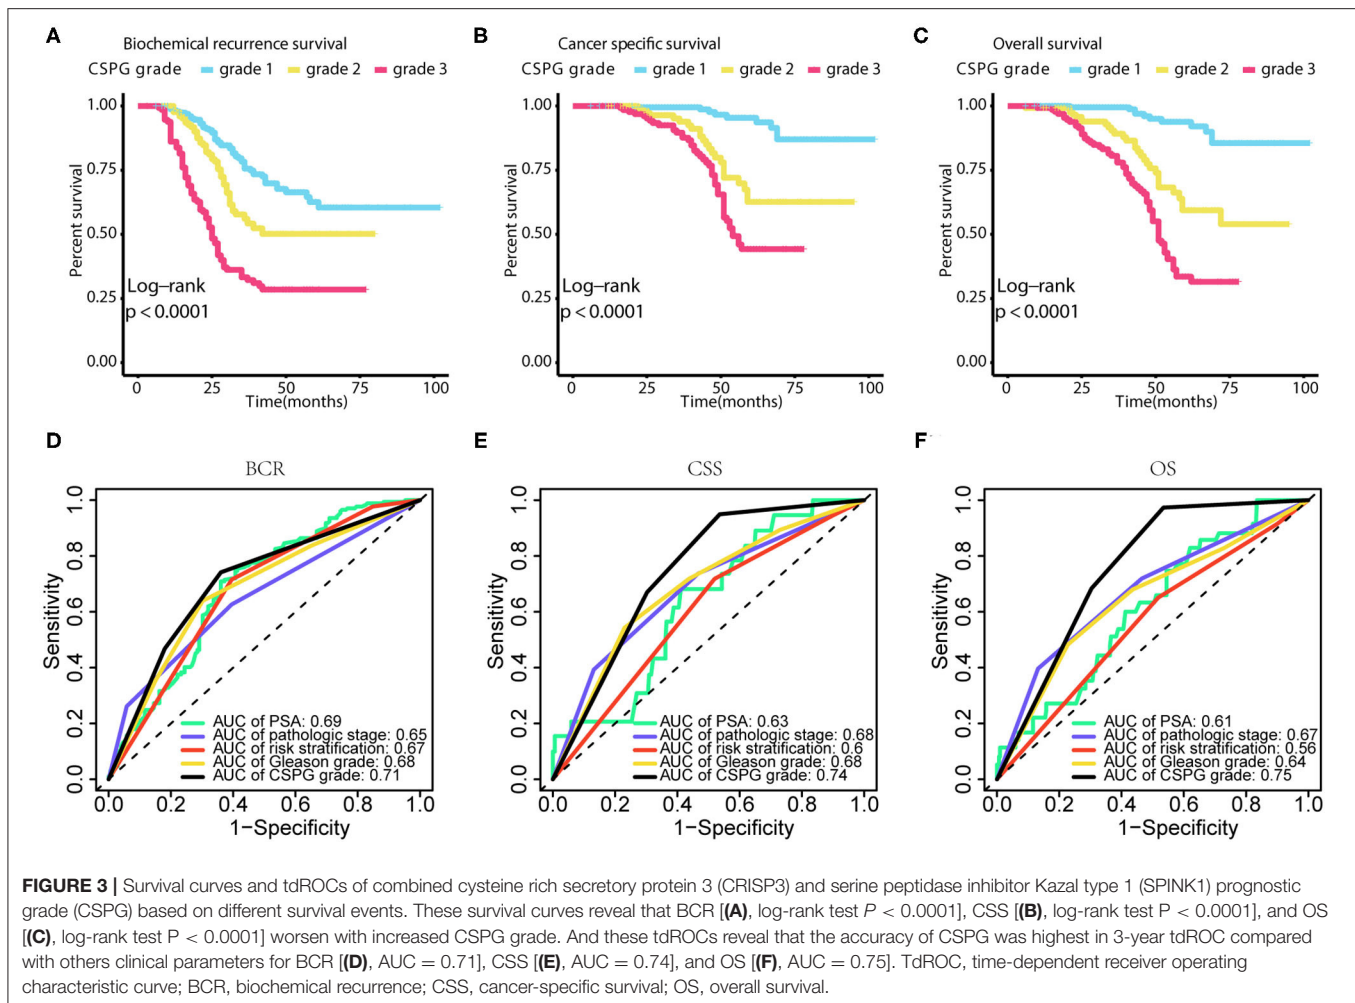 A
Biochemical recurrence survival
CSPG grade grade 1 grade 2 grade 3
1.00
0.75
0.50
0.25
0.00
Percent survival
Log–rank
p < 0.0001
0 25 50 75 100
Time(months)
B
Cancer specific survival
CSPG grade grade 1 grade 2 grade 3
1.00
0.75
0.50
0.25
0.00
Percent survival
Log–rank
p < 0.0001
0 25 50 75 100
Time(months)
C
Overall survival
CSPG grade grade 1 grade 2 grade 3
1.00
0.75
0.50
0.25
0.00
Percent survival
Log–rank
p < 0.0001
0 25 50 75 100
Time(months)
D
BCR
1.0
0.8
0.6
0.4
0.2
0.0
Sensitivity
AUC of PSA: 0.69
AUC of pathologic stage: 0.65
AUC of risk stratification: 0.67
AUC of Gleason grade: 0.68
AUC of CSPG grade: 0.71
0.0 0.2 0.4 0.6 0.8 1.0
1−Specificity
E
CSS
1.0
0.8
0.6
0.4
0.2
0.0
Sensitivity
AUC of PSA: 0.63
AUC of pathologic stage: 0.68
AUC of risk stratification: 0.6
AUC of Gleason grade: 0.68
AUC of CSPG grade: 0.74
0.0 0.2 0.4 0.6 0.8 1.0
1−Specificity
F
OS
1.0
0.8
0.6
0.4
0.2
0.0
Sensitivity
AUC of PSA: 0.61
AUC of pathologic stage: 0.67
AUC of risk stratification: 0.56
AUC of Gleason grade: 0.64
AUC of CSPG grade: 0.75
0.0 0.2 0.4 0.6 0.8 1.0
1−Specificity
FIGURE 3 | Survival curves and tdROCs of combined cysteine rich secretory protein 3 (CRISP3) and serine peptidase inhibitor Kazal type 1 (SPINK1) prognostic
grade (CSPG) based on different survival events. These survival curves reveal that BCR [(A), log-rank test P < 0.0001], CSS [(B), log-rank test P < 0.0001], and OS
[(C), log-rank test P < 0.0001] worsen with increased CSPG grade. And these tdROCs reveal that the accuracy of CSPG was highest in 3-year tdROC compared
with others clinical parameters for BCR [(D), AUC = 0.71], CSS [(E), AUC = 0.74], and OS [(F), AUC = 0.75]. TdROC, time-dependent receiver operating
characteristic curve; BCR, biochemical recurrence; CSS, cancer-specific survival; OS, overall survival.